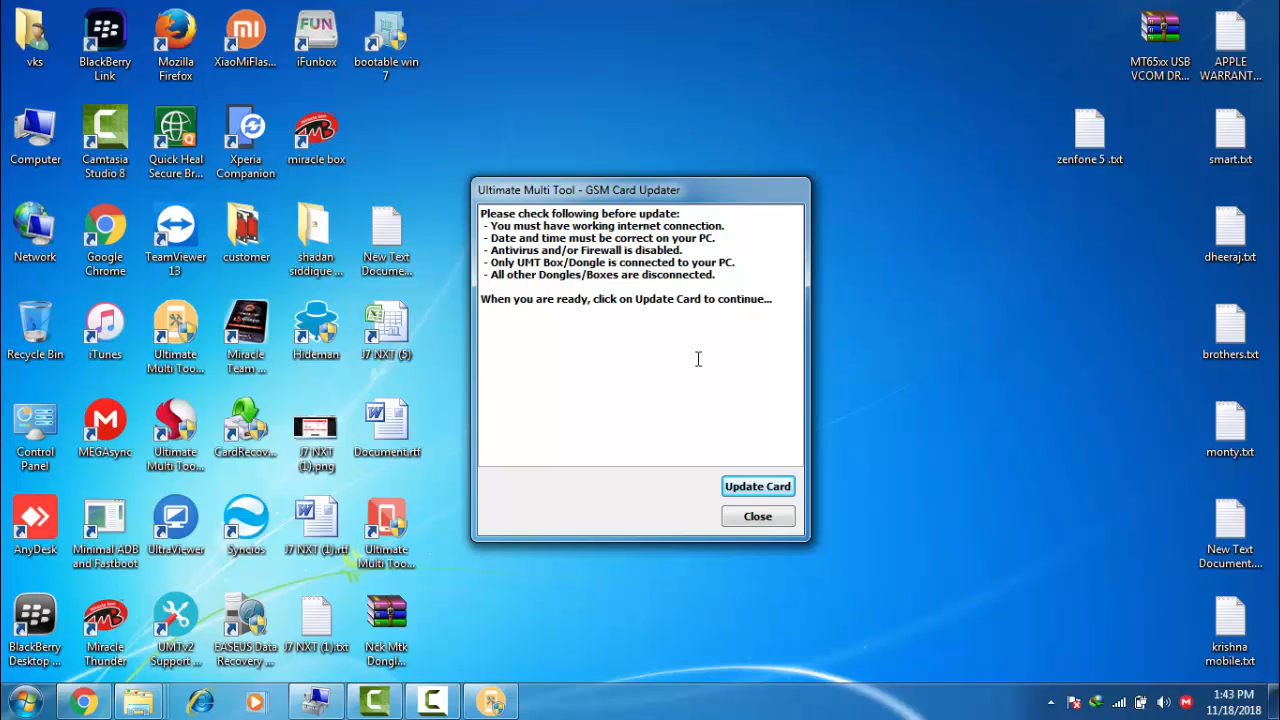 vks
BlackBerry
Link
Mozilla
Firefox
XiaoMiFlas...
FUN
iFunbox
bootable win
7
MT65xx USB
VCOM DR...
APPLE
WARRANT...
Computer
Camtasia
Studio 8
Quick Heal
Secure Br...
Xperia
Companion
miracle box
zenfone 5 .txt
smart.txt
Network
Google
Chrome
TeamViewer
13
customer
shadan
siddique ...
New Text
Docume...
dheeraj.txt
Recycle Bin
iTunes
Ultimate
Multi Too...
Miracle
Team ...
Hideman
J7 NXT (5)
brothers.txt
Control
Panel
MEGAsync
Ultimate
Multi Too...
CardRecov...
J7 NXT
(1).png
Document.rtf
monty.txt
AnyDesk
Minimal ADB
and Fastboot
UltraViewer
Syncios
J7 NXT (1).rtf
Ultimate
Multi Too...
New Text
Document....
BlackBerry
Desktop ...
Miracle
Thunder
UMTv2
Support ...
EASEUS Data
Recovery ...
J7 NXT (1).txt
Nck Mtk
Dongl...
krishna
mobile.txt
Ultimate Multi Tool - GSM Card Updater
Please check following before update:
- You must have working internet connection.
- Date and time must be correct on your PC.
- Antivirus and/or Firewall is disabled.
- Only UMT Box/Dongle is connected to your PC.
- All other Dongles/Boxes are disconnected.
When you are ready, click on Update Card to continue...
Update Card
Close
1:43 PM
11/18/2018